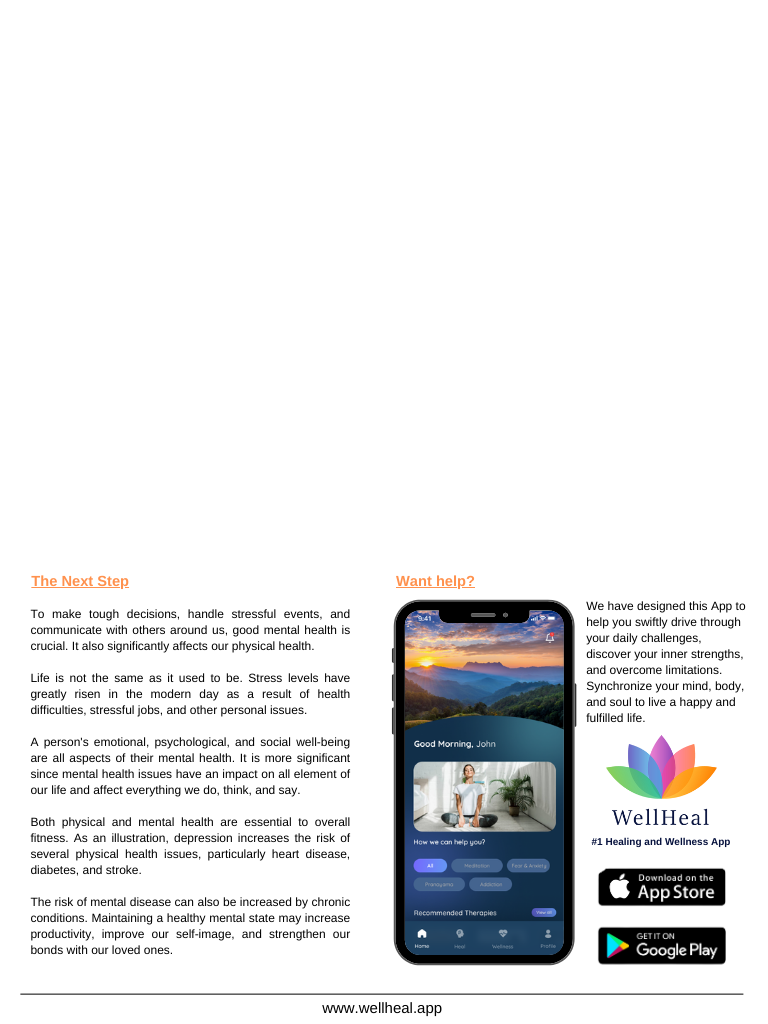 The Next Step
To make tough decisions, handle stressful events, and
communicate with others around us, good mental health is
crucial. It also significantly affects our physical health.
Life is not the same as it used to be. Stress levels have
greatly risen in the modern day as a result of health
difficulties, stressful jobs, and other personal issues.
A person's emotional, psychological, and social well-being
are all aspects of their mental health. It is more significant
since mental health issues have an impact on all element of
our life and affect everything we do, think, and say.
Both physical and mental health are essential to overall
fitness. As an illustration, depression increases the risk of
several physical health issues, particularly heart disease,
diabetes, and stroke.
The risk of mental disease can also be increased by chronic
conditions. Maintaining a healthy mental state may increase
productivity, improve our self-image, and strengthen our
bonds with our loved ones.
Want help?
9:41
Good Morning, John
How we can help you?
All
Meditation
Fear & Anxiety
Pranayama
Addiction
Recommended Therapies
View All
Home
Heal
Wellness
Profile
We have designed this App to
help you swiftly drive through
your daily challenges,
discover your inner strengths,
and overcome limitations.
Synchronize your mind, body,
and soul to live a happy and
fulfilled life.
WellHeal
#1 Healing and Wellness App
Download on the
App Store
GET IT ON
Google Play
www.wellheal.app